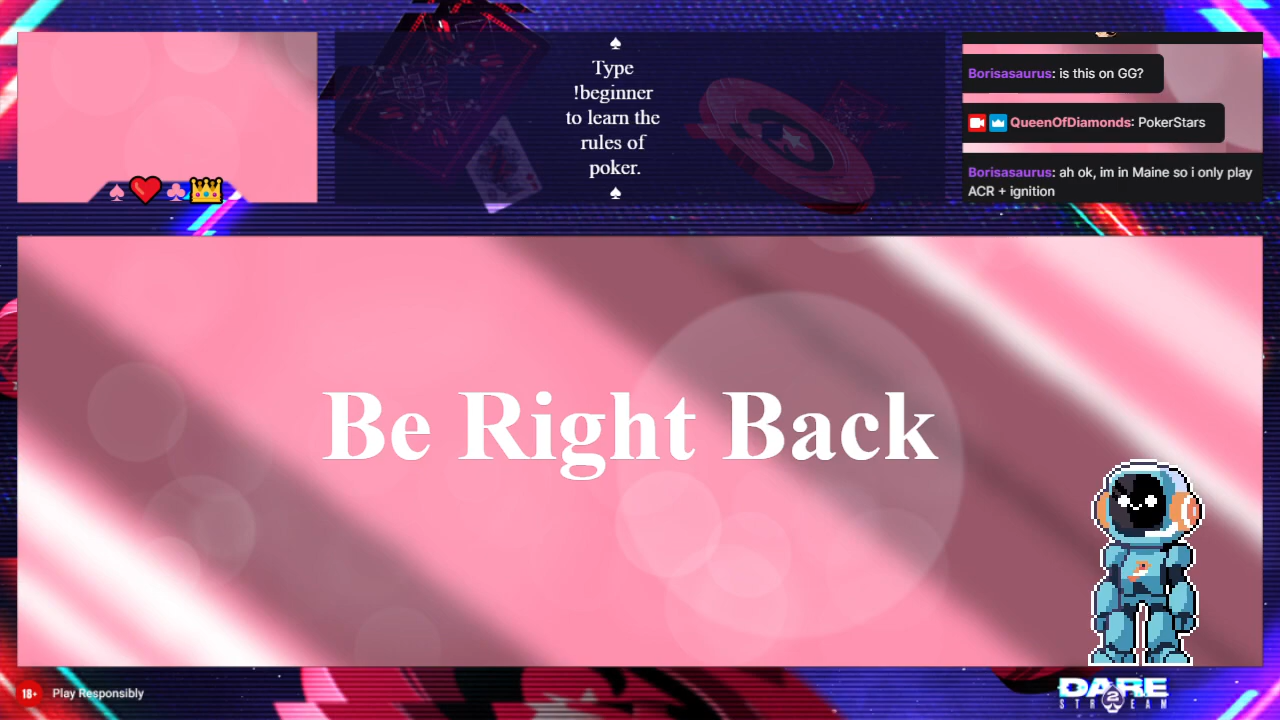 ♠
Type
!beginner
to learn the
rules of
poker.
♠
Borisasaurus: is this on GG?
QueenOfDiamonds: PokerStars
Borisasaurus: ah ok, im in Maine so i only play
ACR + ignition
Be Right Back
18+ Play Responsibly
DARE
2
STREAM